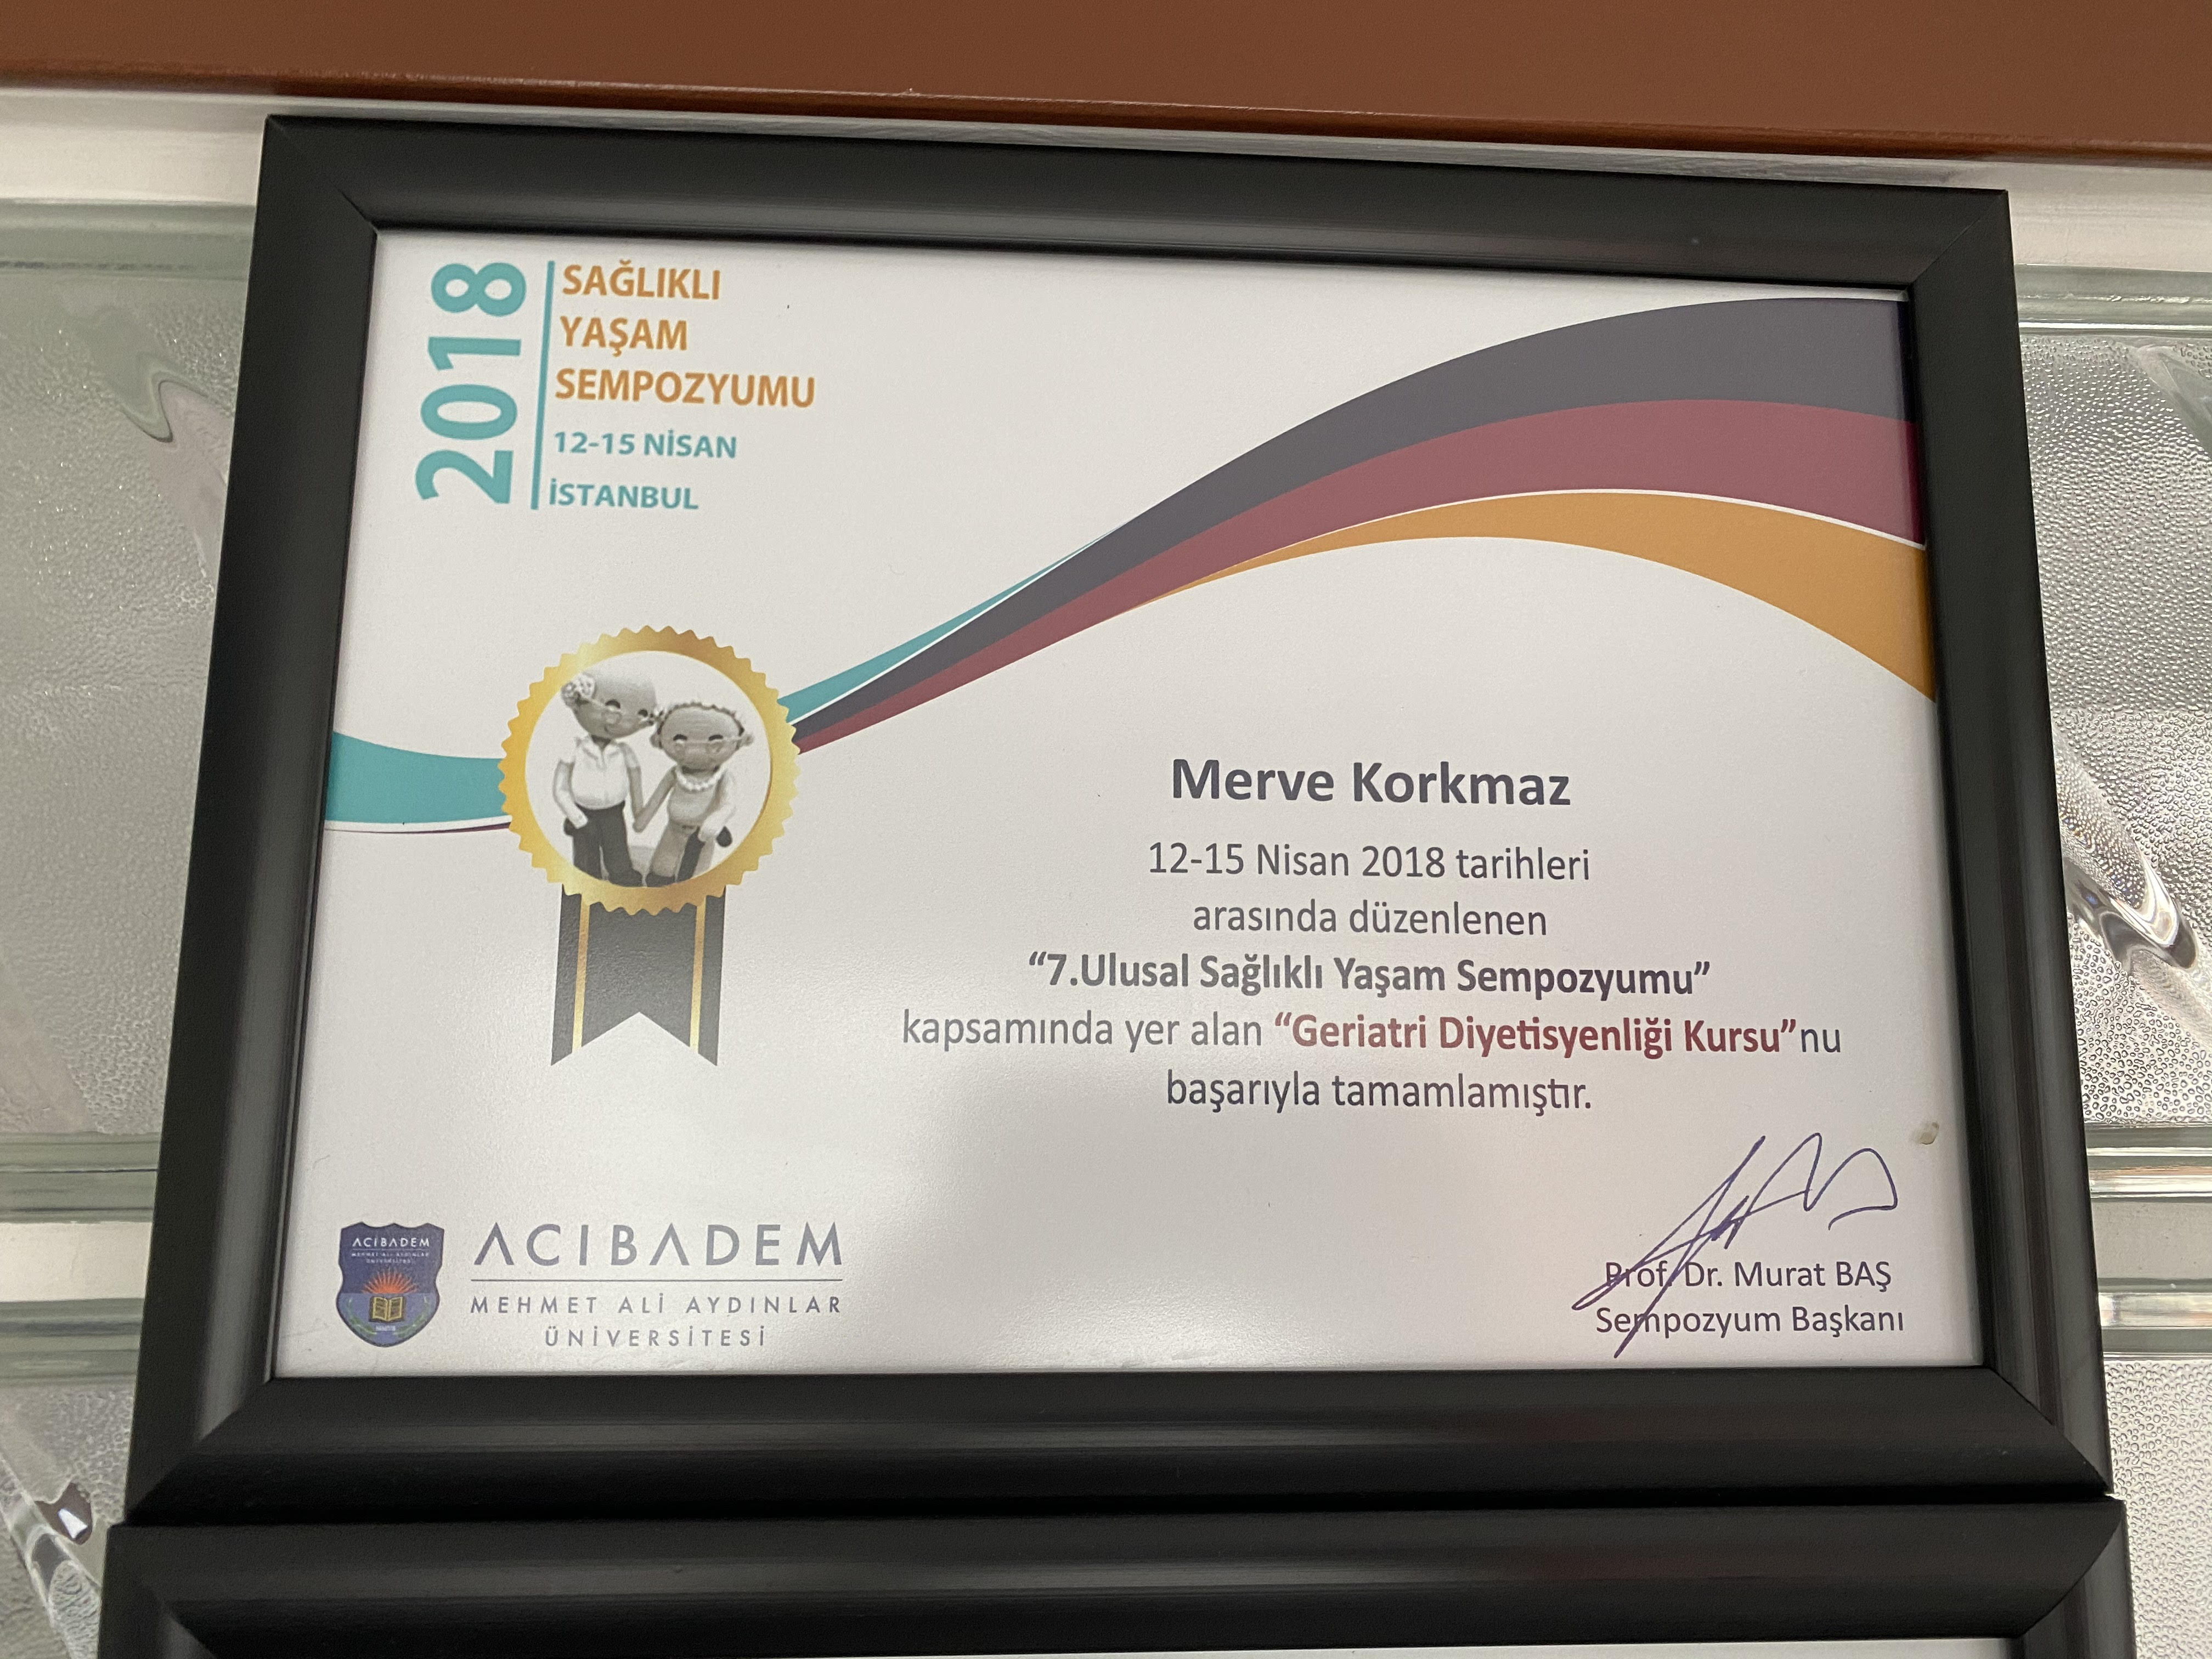 2018
SAĞLIKLI
YAŞAM
SEMPOZYUMU
12-15 NİSAN
İSTANBUL
Merve Korkmaz
12-15 Nisan 2018 tarihleri
arasında düzenlenen
“7.Ulusal Sağlıklı Yaşam Sempozyumu”
kapsamında yer alan “Geriatri Diyetisyenliği Kursu”nu
başarıyla tamamlamıştır.
Prof. Dr. Murat BAŞ
Sempozyum Başkanı
ACIBADEM
ACIBADEM
MEHMET ALİ AYDINLAR
ÜNİVERSİTESİ